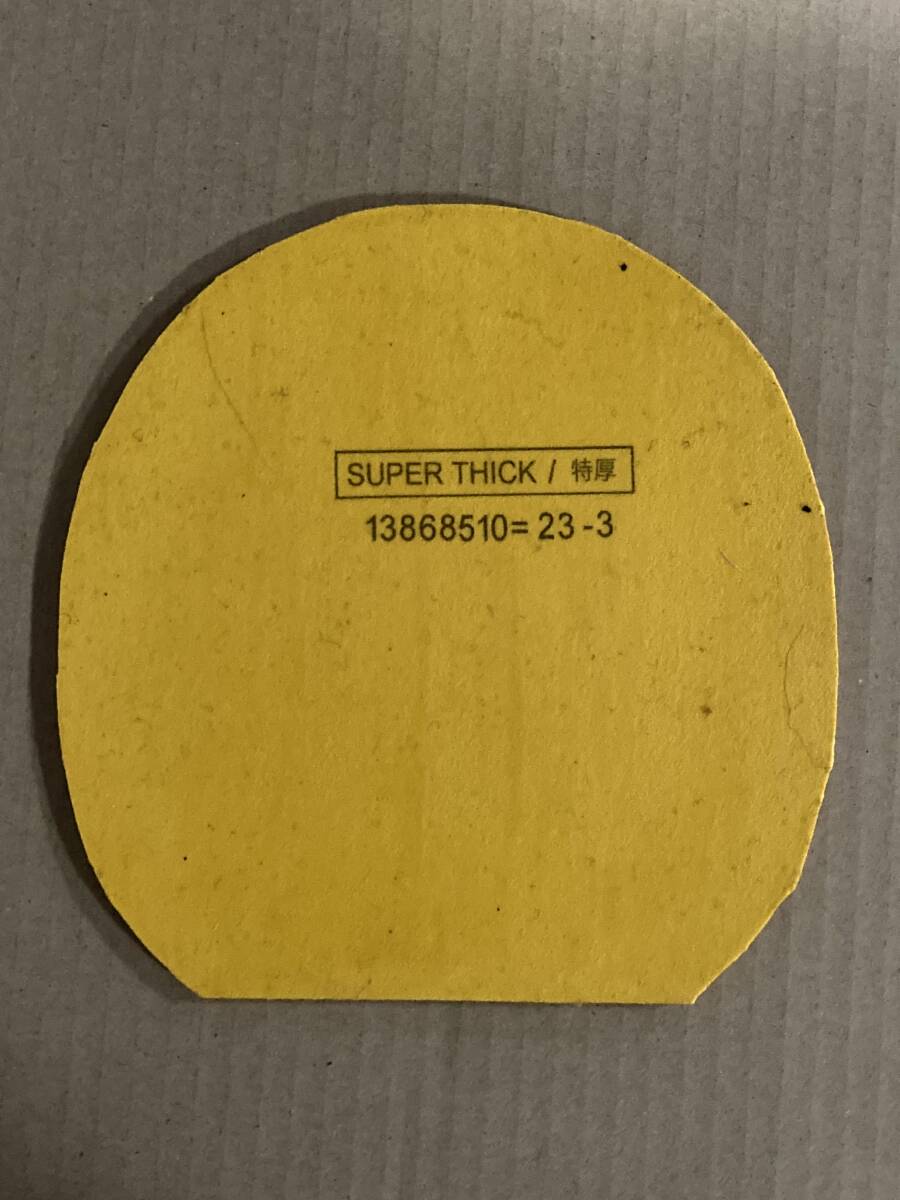 SUPER THICK / 特厚
13868510= 23 -3